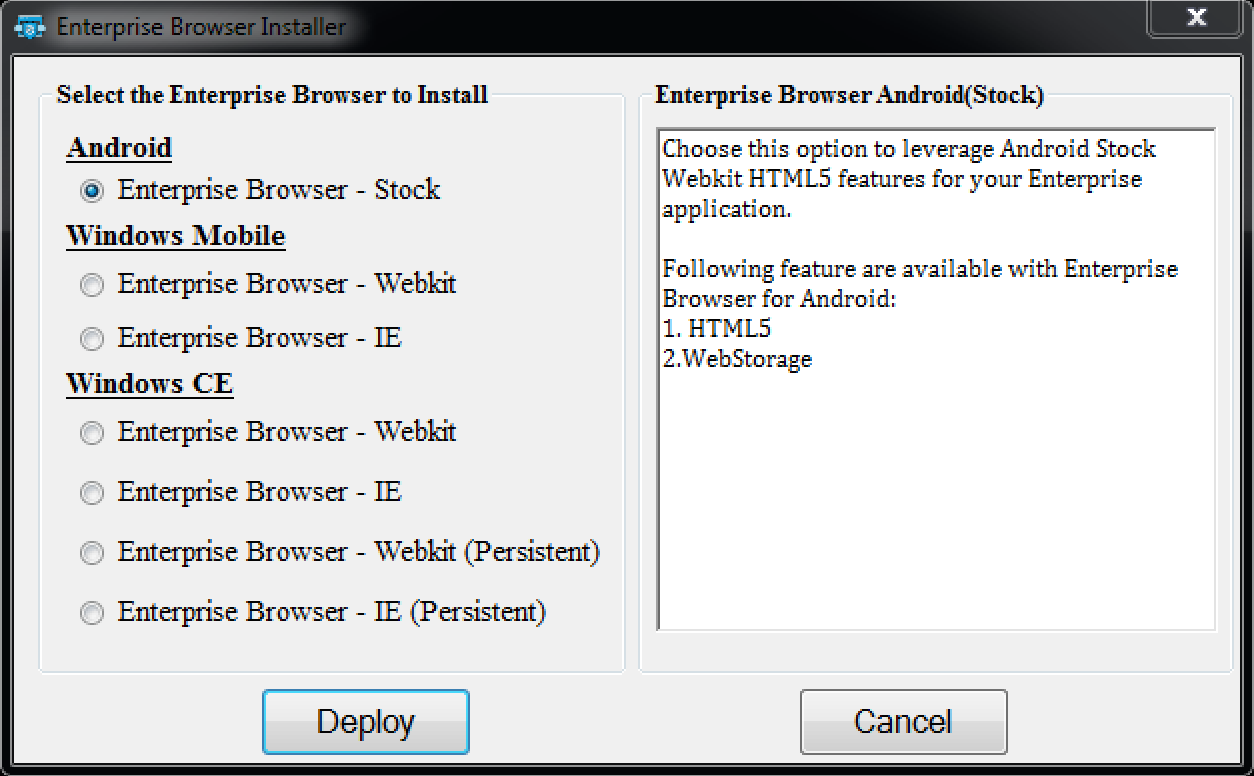 Enterprise Browser Installer
Select the Enterprise Browser to Install
Android
Enterprise Browser - Stock
Windows Mobile
Enterprise Browser - Webkit
Enterprise Browser - IE
Windows CE
Enterprise Browser - Webkit
Enterprise Browser - IE
Enterprise Browser - Webkit (Persistent)
Enterprise Browser - IE (Persistent)
Enterprise Browser Android(Stock)
Choose this option to leverage Android Stock
Webkit HTML5 features for your Enterprise
application.
Following feature are available with Enterprise
Browser for Android:
1. HTML5
2.WebStorage
Deploy
Cancel